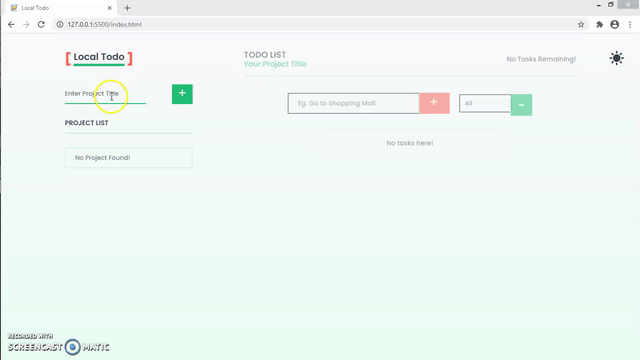 Local Todo
127.0.0.1:5500/index.html
[ Local Todo ]
TODO LIST
Your Project Title
No Tasks Remaining!
Enter Project Title
+
Eg. Go to Shopping Mall
+
All
-
PROJECT LIST
No tasks here!
No Project Found!
RECORDED WITH
SCREENCAST MATIC